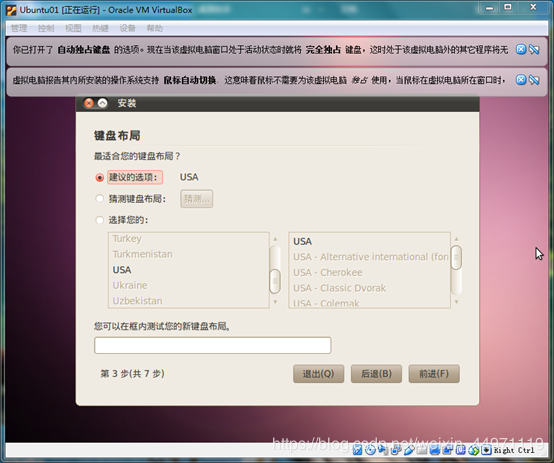 Ubuntu01 [正在运行] - Oracle VM VirtualBox
管理 控制 视图 热键 设备 帮助
你已打开了 自动独占键盘 的选项。现在当该虚拟电脑窗口处于活动状态时就将 完全独占 键盘，这时处于该虚拟电脑外的其它程序将无
虚拟电脑报告其内所安装的操作系统支持 鼠标自动切换。这意味着鼠标不需要为该虚拟电脑 独占 使用，当鼠标在虚拟电脑所在窗口时，
安装
键盘布局
最适合您的键盘布局？
建议的选项: USA
猜测键盘布局: 猜测...
选择您的:
Turkey
Turkmenistan
USA
Ukraine
Uzbekistan
USA
USA - Alternative international (for
USA - Cherokee
USA - Classic Dvorak
USA - Colemak
您可以在框内测试您的新键盘布局。
第 3 步(共 7 步) 退出(Q) 后退(B) 前进(F)
https://blog.csdn.net/weixin_44971119
Right Ctrl